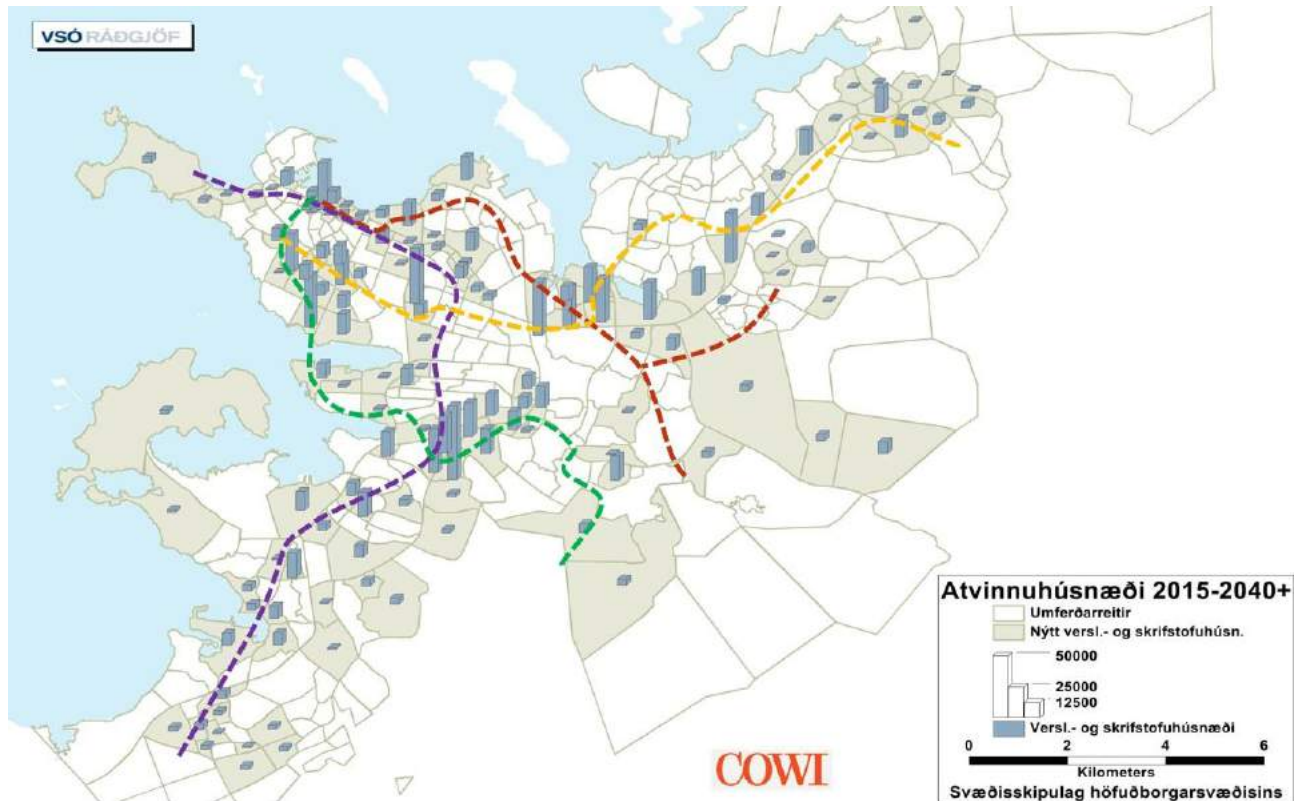 VSÓ RÁÐGJÖF
Atvinnuhúsnæði 2015-2040+
Umferðarreitir
Nýtt versl.- og skrifstofuhúsn.
50000
25000
12500
Versl.- og skrifstofuhúsnæði
0 2 4 6
Kilometers
Svæðisskipulag höfuðborgarsvæðisins
COWI